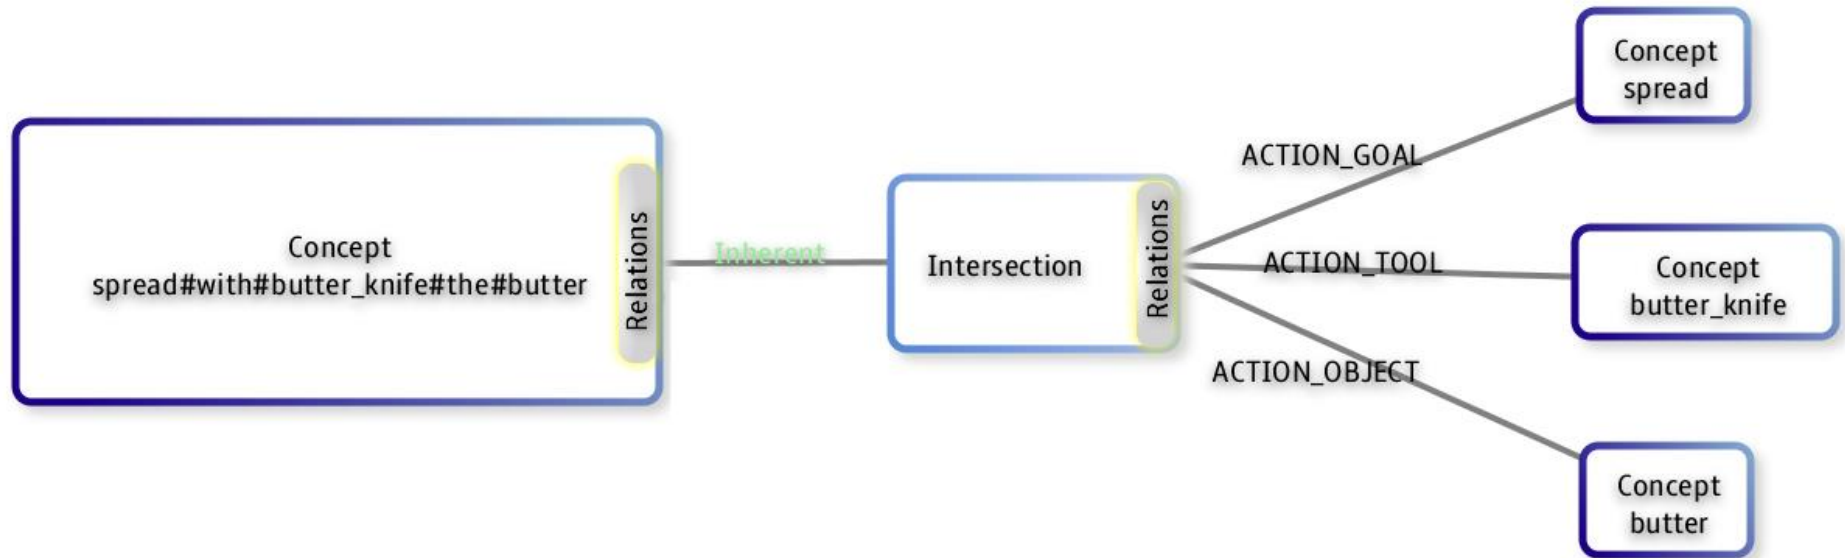 Concept
spread#with#butter_knife#the#butter
Relations
Inherent
Intersection
Relations
ACTION_GOAL
Concept
spread
ACTION_TOOL
Concept
butter_knife
ACTION_OBJECT
Concept
butter